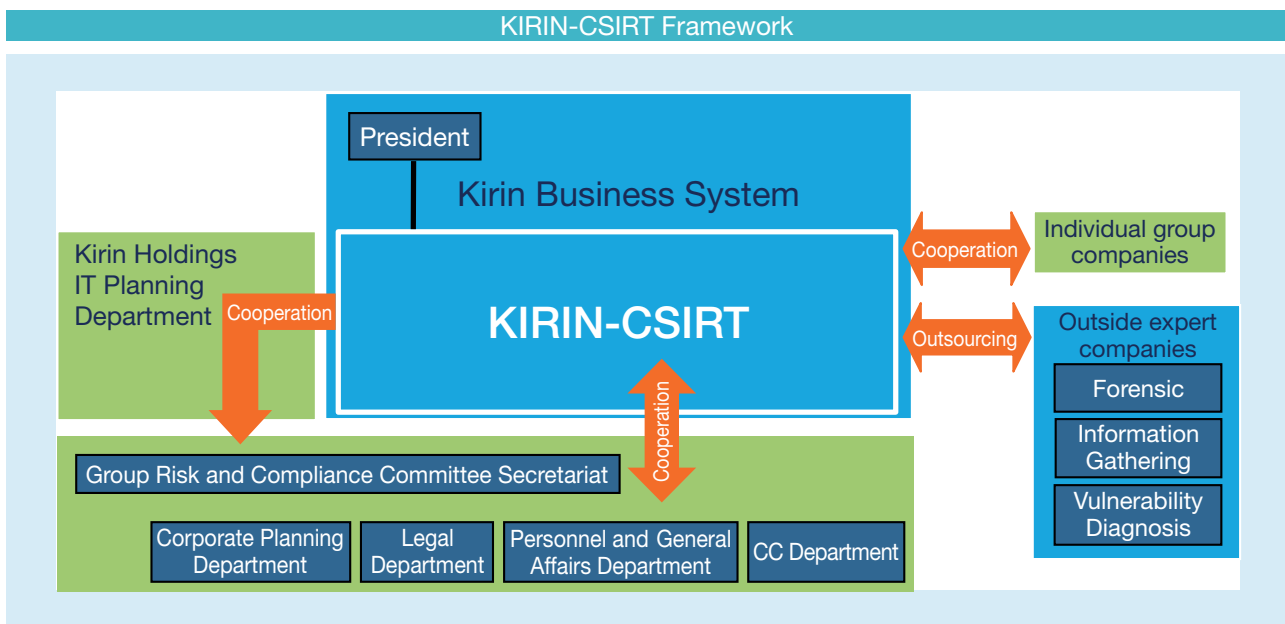 KIRIN-CSIRT Framework
President
Kirin Business System
KIRIN-CSIRT
Kirin Holdings
IT Planning
Department
Cooperation
Cooperation
Individual group
companies
Outsourcing
Outside expert
companies
Forensic
Information
Gathering
Vulnerability
Diagnosis
Cooperation
Group Risk and Compliance Committee Secretariat
Corporate Planning
Department
Legal
Department
Personnel and General
Affairs Department
CC Department